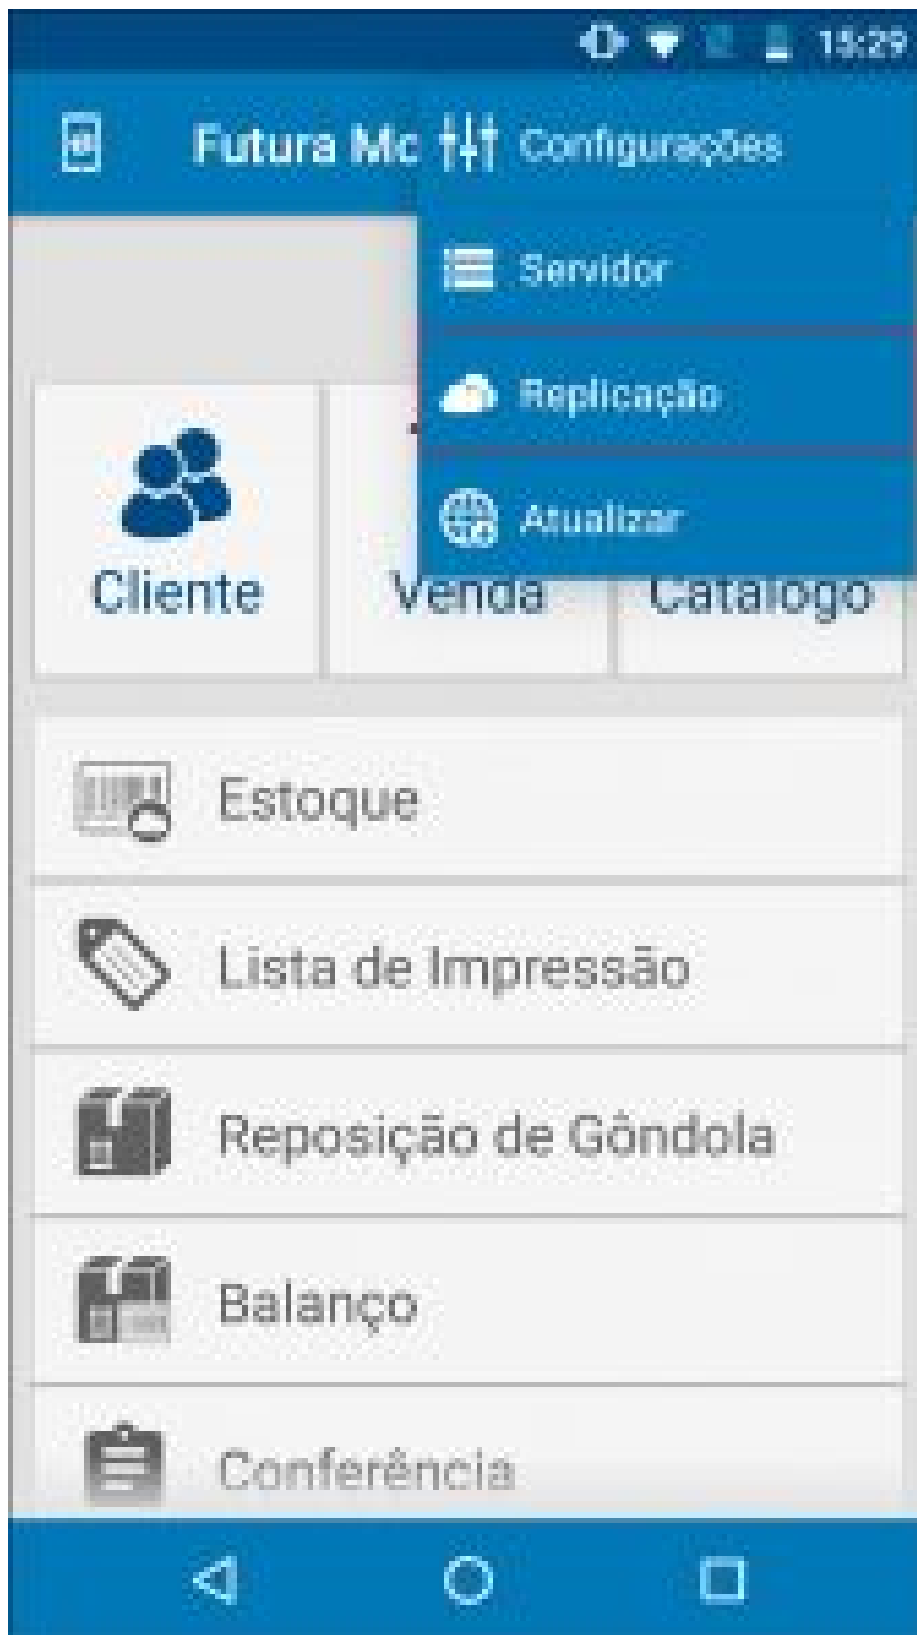 15:29
Futura Mo
Configurações
Servidor
Replicação
Atualizar
Cliente
Venda
Catálogo
Estoque
Lista de Impressão
Reposição de Gôndola
Balanço
Conferência